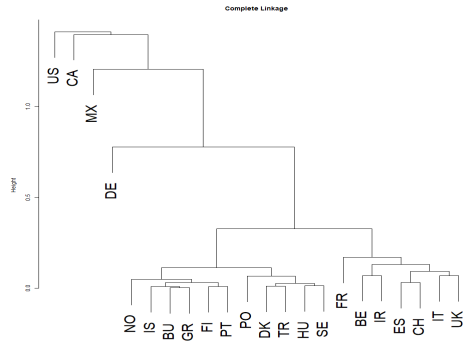 Complete Linkage
Height
1.0
0.5
0.0
US
CA
MX
DE
NO
IS
BU
GR
FI
PT
PO
DK
TR
HU
SE
FR
BE
IR
ES
CH
IT
UK